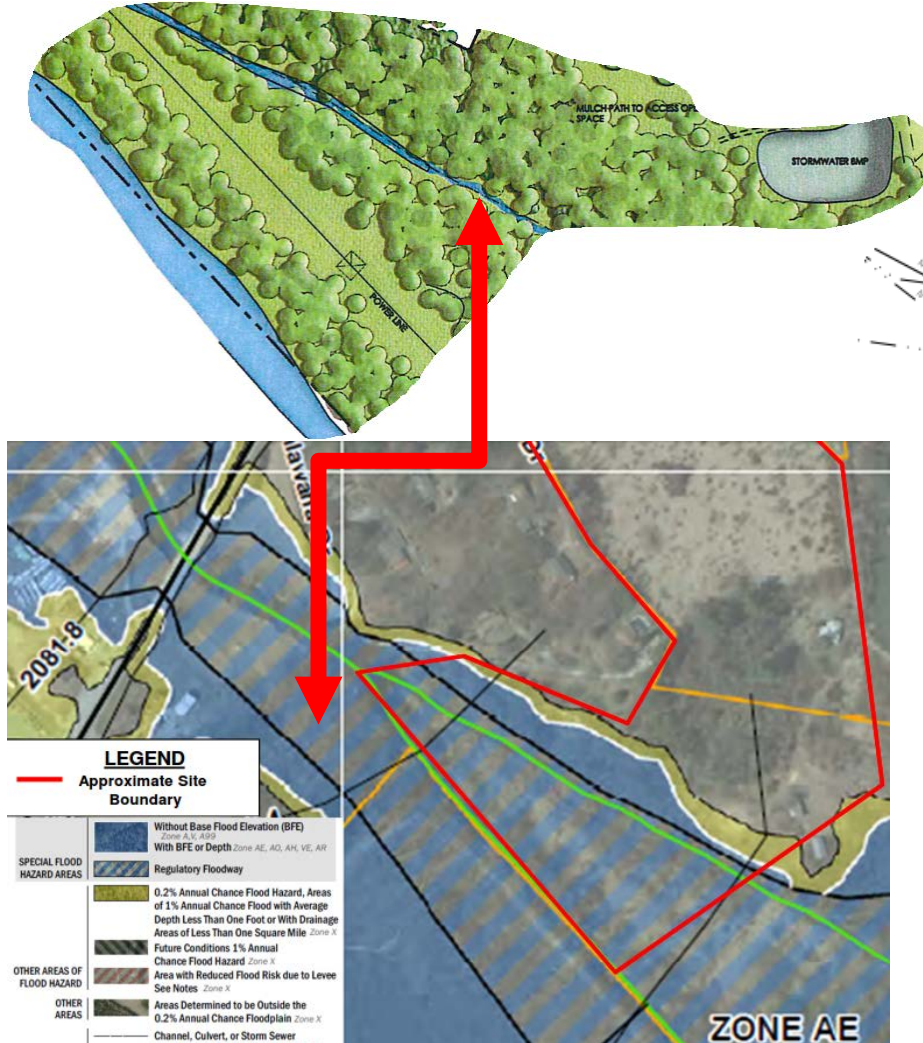 MULCH PATH TO ACCESS
SPACE
STORMWATER BMP
POWER LINE
2081.8
LEGEND
Approximate Site
Boundary
Without Base Flood Elevation (BFE)
Zone A,V, A99
With BFE or Depth Zone AE, AO, AH, VE, AR
SPECIAL FLOOD
HAZARD AREAS
Regulatory Floodway
0.2% Annual Chance Flood Hazard, Areas
of 1% Annual Chance Flood with Average
Depth Less Than One Foot or With Drainage
Areas of Less Than One Square Mile Zone X
Future Conditions 1% Annual
Chance Flood Hazard Zone X
OTHER AREAS OF
FLOOD HAZARD
Area with Reduced Flood Risk due to Levee
See Notes Zone X
OTHER
AREAS
Areas Determined to be Outside the
0.2% Annual Chance Floodplain Zone X
Channel, Culvert, or Storm Sewer
ZONE AE